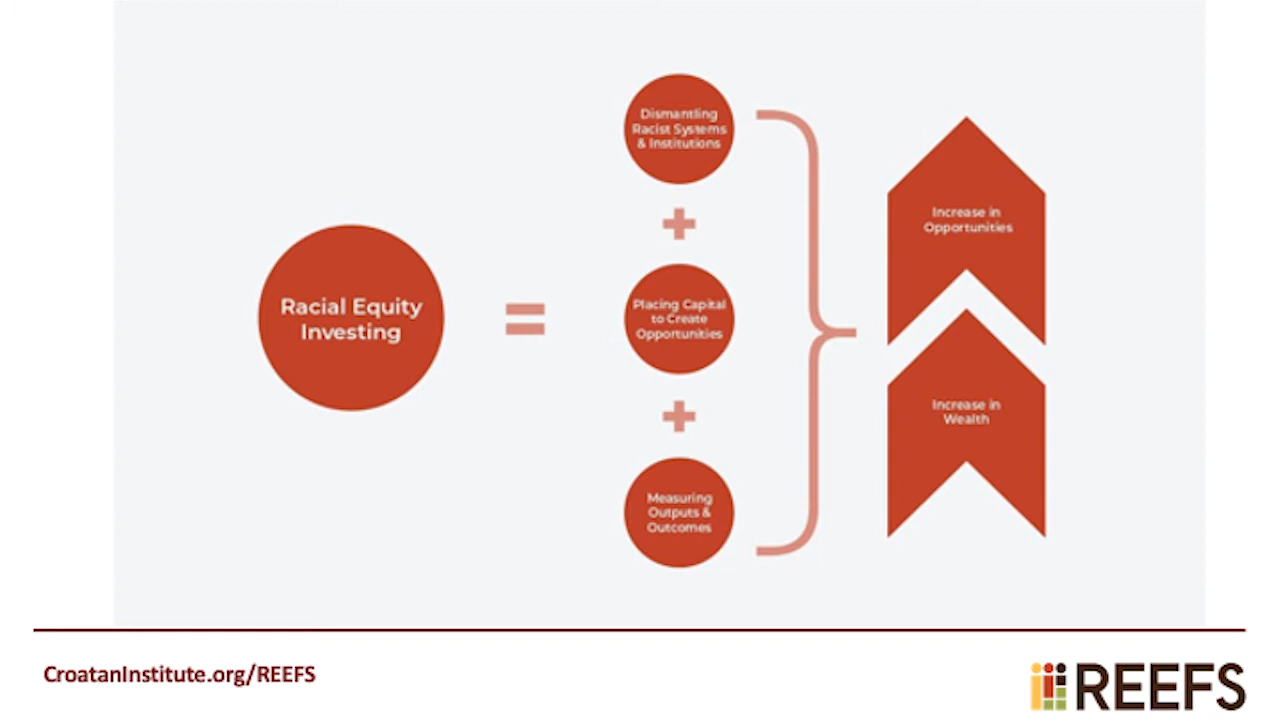 Racial Equity
Investing
=
Dismantling
Racist Systems
& Institutions
+
Placing Capital
to Create
Opportunities
+
Measuring
Outputs &
Outcomes
Increase in
Opportunities
Increase in
Wealth
CroatanInstitute.org/REEFS
REEFS